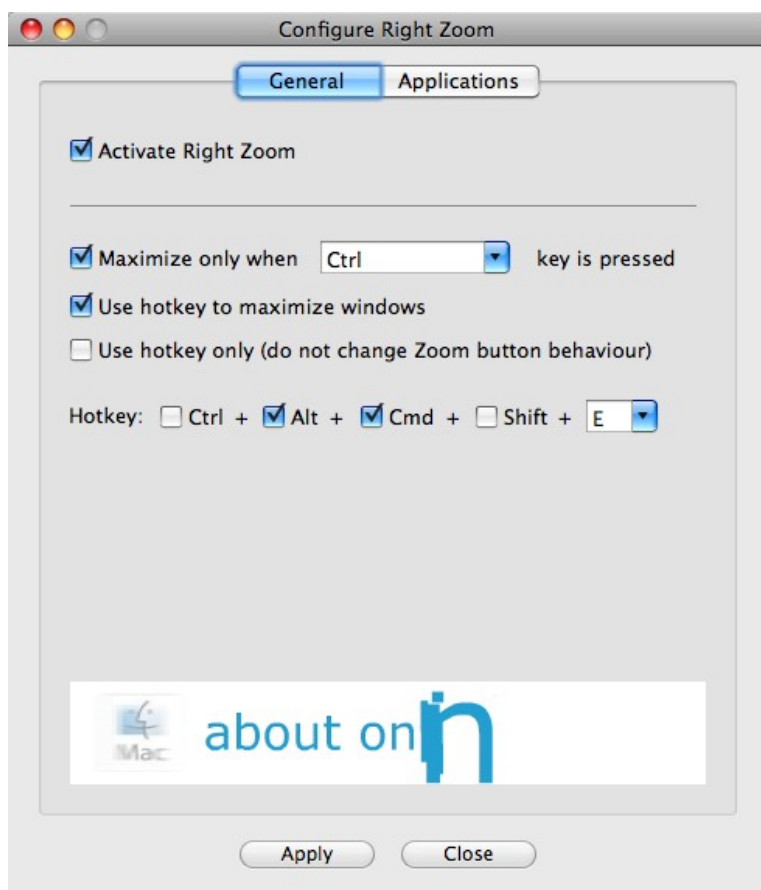 Configure Right Zoom
General Applications
Activate Right Zoom
Maximize only when Ctrl key is pressed
Use hotkey to maximize windows
Use hotkey only (do not change Zoom button behaviour)
Hotkey: Ctrl + Alt + Cmd + Shift + E
Mac about on
Apply Close